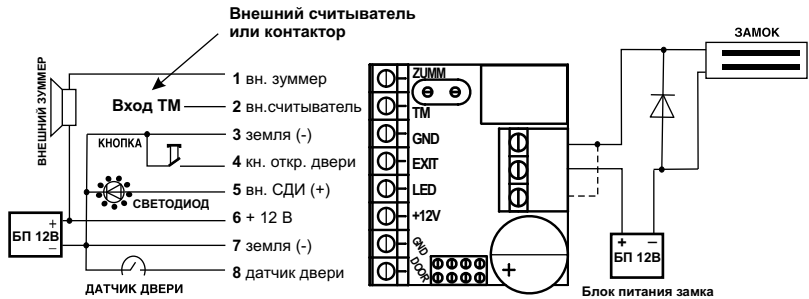 Внешний считыватель
или контактор
ЗАМОК
ВНЕШНИЙ ЗУММЕР
1 вн. зуммер
ZUMM
Вход ТМ
2 вн.считыватель
TM
КНОПКА
3 земля (-)
GND
4 кн. откр. двери
EXIT
СВЕТОДИОД
5 вн. СДИ (+)
LED
6 + 12 В
+12V
+
БП 12В
–
7 земля (-)
GND
ДАТЧИК ДВЕРИ
8 датчик двери
DOOR
+
+ –
БП 12В
Блок питания замка